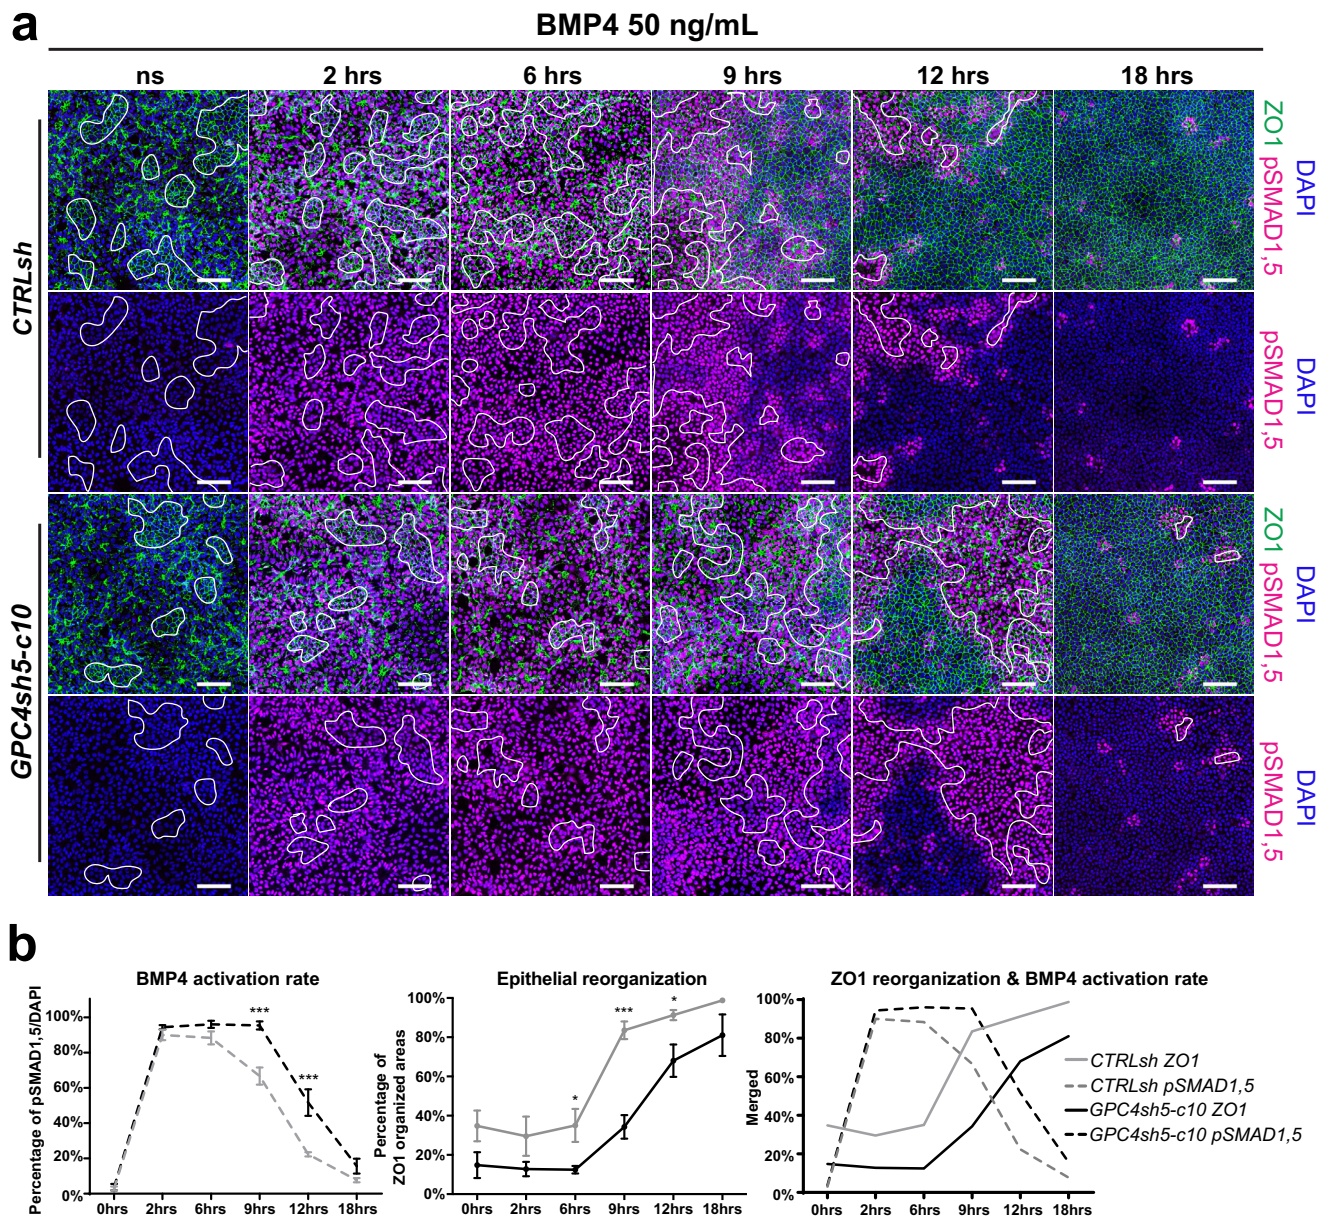 a
BMP4 50 ng/mL
ns 2 hrs 6 hrs 9 hrs 12 hrs 18 hrs
CTRLsh
ZO1 pSMAD1,5 DAPI
pSMAD1,5 DAPI
GPC4sh5-c10
ZO1 pSMAD1,5 DAPI
pSMAD1,5 DAPI
b
BMP4 activation rate
Percentage of pSMAD1,5/DAPI
100%
80%
60%
40%
20%
0%
***
***
0hrs 2hrs 6hrs 9hrs 12hrs 18hrs
Epithelial reorganization
Percentage of
ZO1 organized areas
100%
80%
60%
40%
20%
0%
*
***
*
0hrs 2hrs 6hrs 9hrs 12hrs 18hrs
ZO1 reorganization & BMP4 activation rate
Merged
100%
80%
60%
40%
20%
0%
0hrs 2hrs 6hrs 9hrs 12hrs 18hrs
CTRLsh ZO1
CTRLsh pSMAD1,5
GPC4sh5-c10 ZO1
GPC4sh5-c10 pSMAD1,5